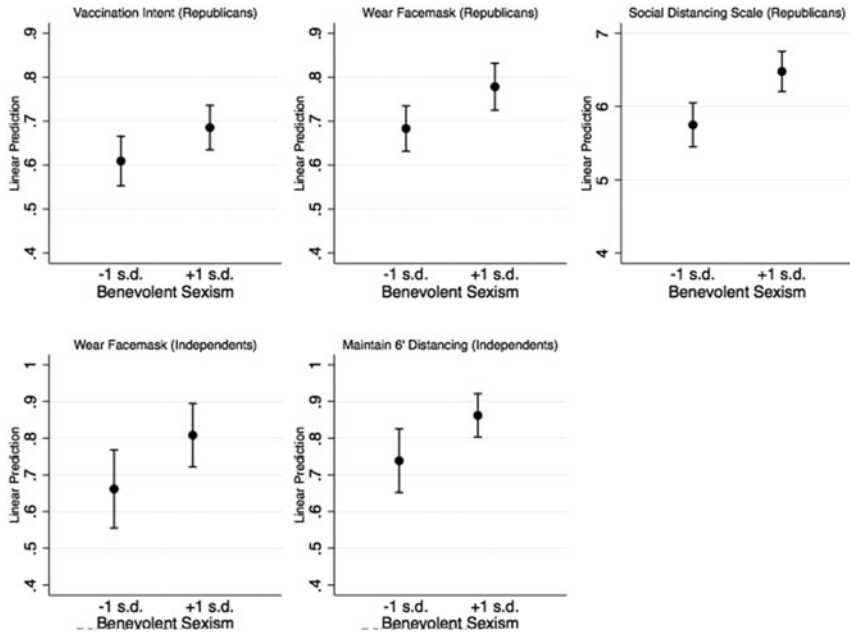 Vaccination Intent (Republicans)
Linear Prediction
.9
.8
.7
.6
.5
.4
-1 s.d. +1 s.d.
Benevolent Sexism
Wear Facemask (Republicans)
Linear Prediction
.9
.8
.7
.6
.5
.4
-1 s.d. +1 s.d.
Benevolent Sexism
Social Distancing Scale (Republicans)
Linear Prediction
7
6
5
4
-1 s.d. +1 s.d.
Benevolent Sexism
Wear Facemask (Independents)
Linear Prediction
1
.9
.8
.7
.6
.5
.4
-1 s.d. +1 s.d.
Benevolent Sexism
Maintain 6' Distancing (Independents)
Linear Prediction
1
.9
.8
.7
.6
.5
.4
-1 s.d. +1 s.d.
Benevolent Sexism